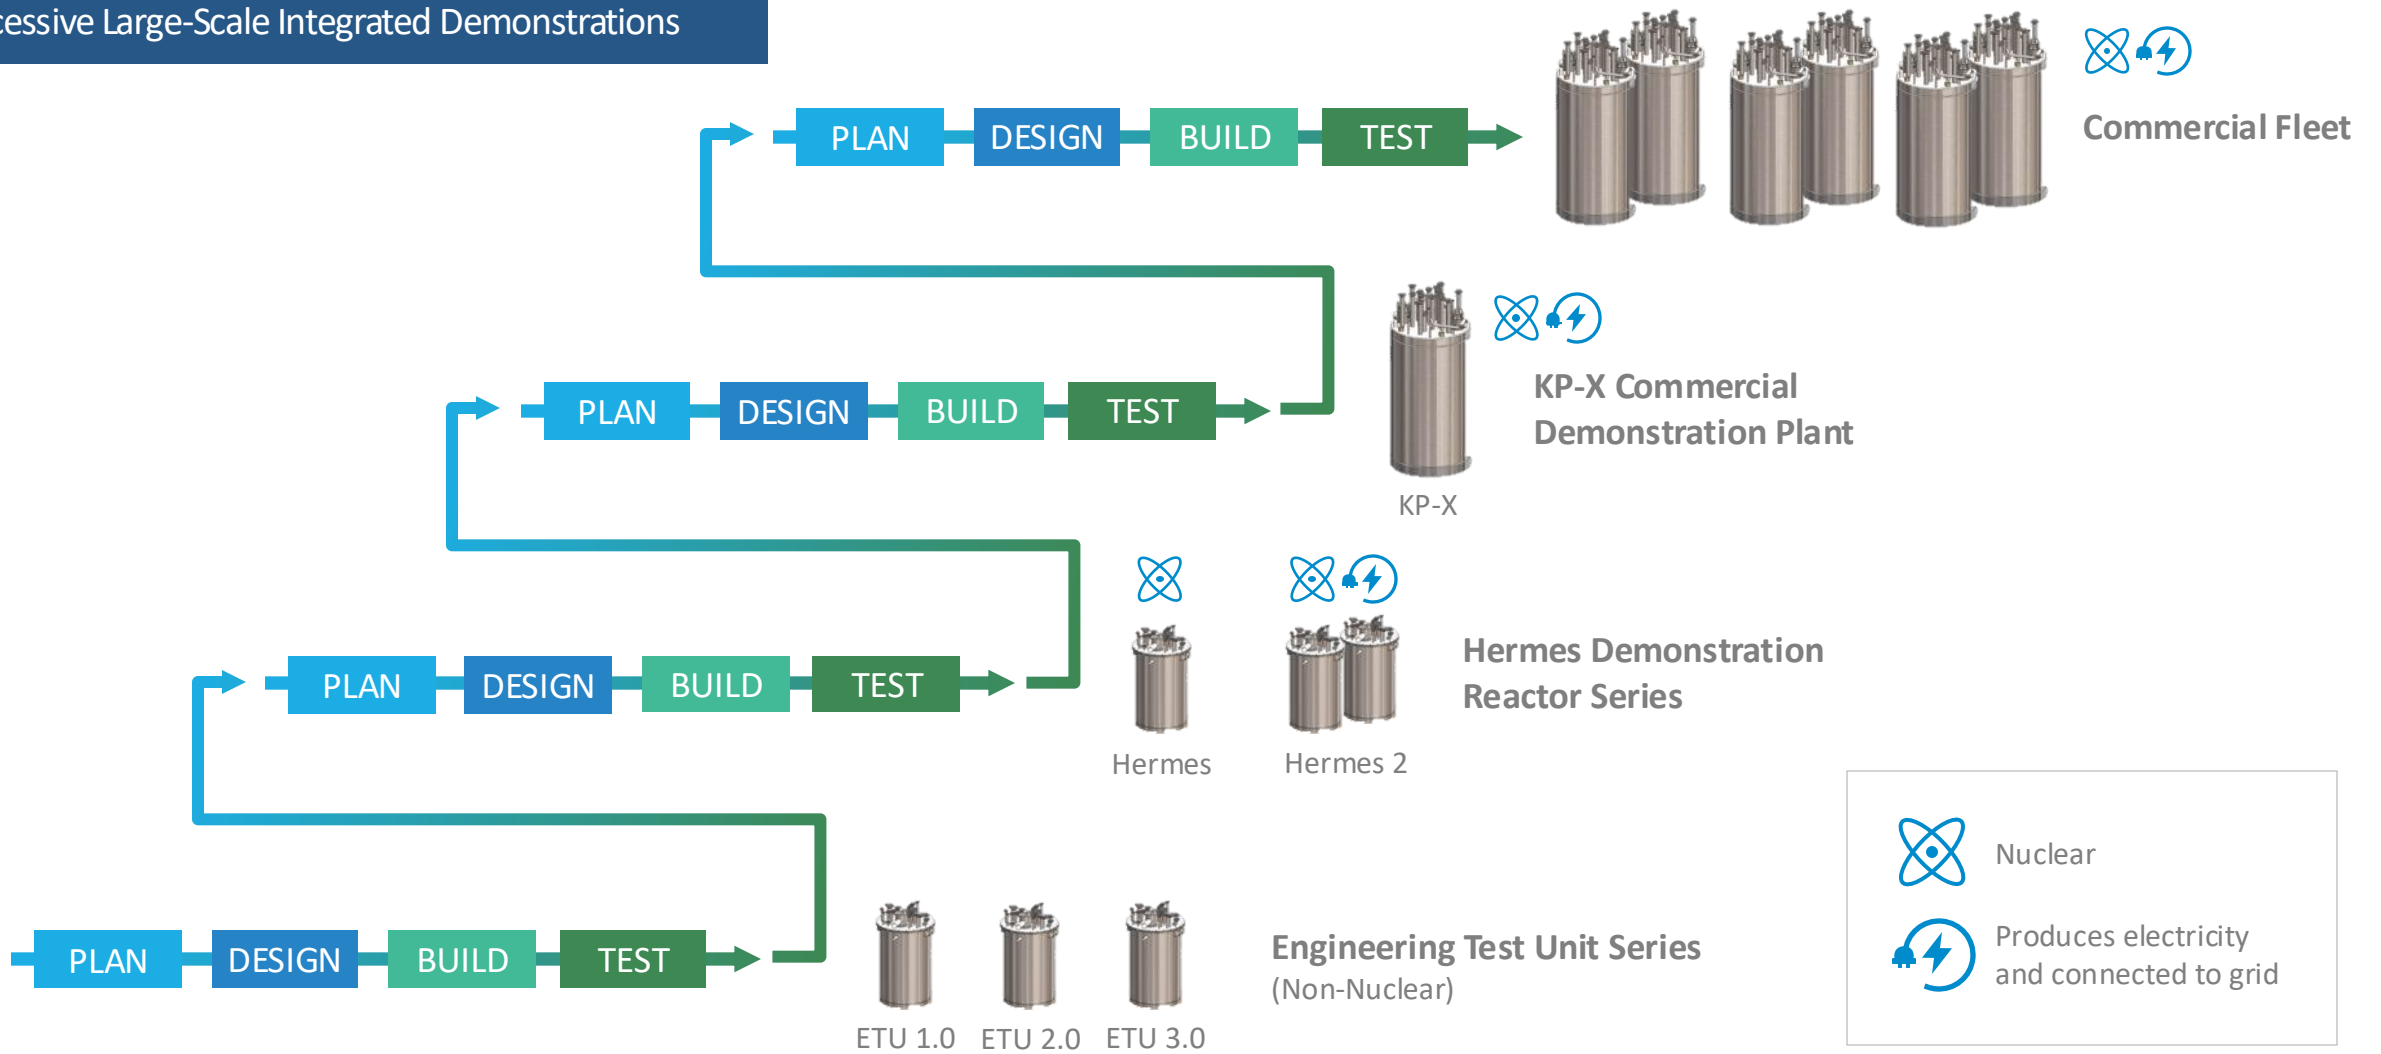 Large-Scale Integrated Demonstrations
PLAN
DESIGN
BUILD
TEST
Commercial Fleet
PLAN
DESIGN
BUILD
TEST
KP-X Commercial
Demonstration Plant
KP-X
PLAN
DESIGN
BUILD
TEST
Hermes Demonstration
Reactor Series
Hermes
Hermes 2
PLAN
DESIGN
BUILD
TEST
Engineering Test Unit Series
(Non-Nuclear)
ETU 1.0
ETU 2.0
ETU 3.0
Nuclear
Produces electricity
and connected to grid